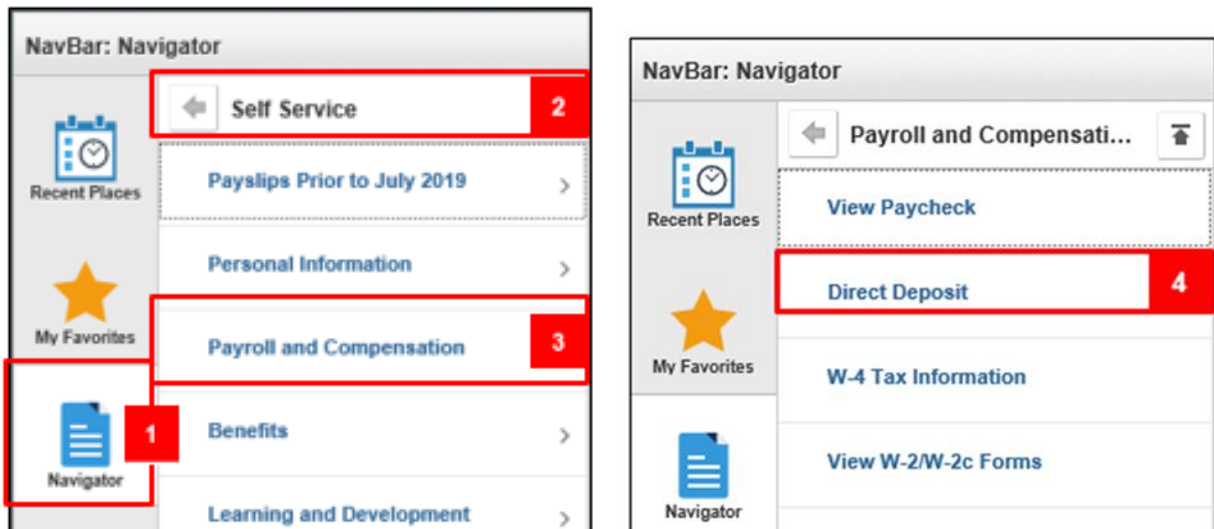 NavBar: Navigator
Self Service
2
Recent Places
Payslips Prior to July 2019
Personal Information
My Favorites
Payroll and Compensation
3
Navigator
1
Benefits
Learning and Development
NavBar: Navigator
Payroll and Compensati...
Recent Places
View Paycheck
Direct Deposit
4
My Favorites
W-4 Tax Information
Navigator
View W-2/W-2c Forms